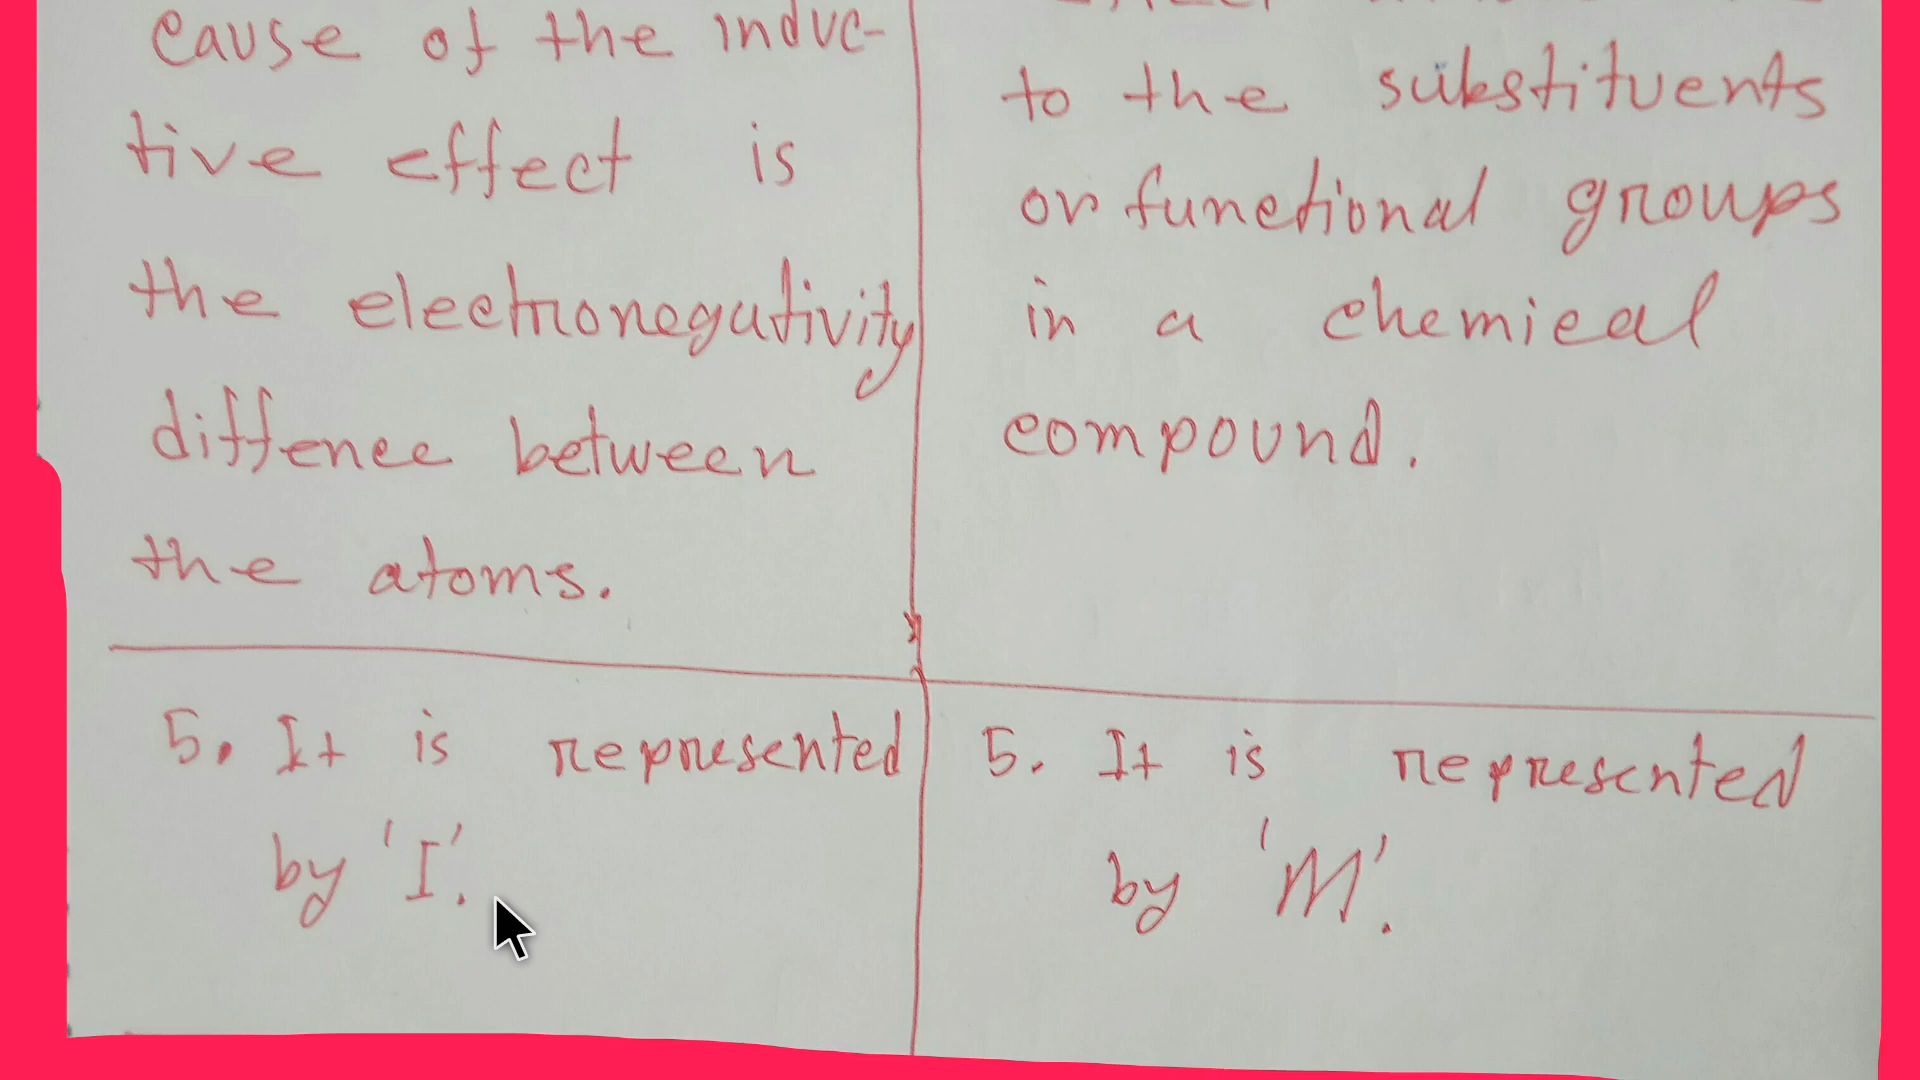 cause of the induc-
tive effect is
the electronegativity
diffence between
the atoms.
to the substituents
or functional groups
in a chemical
compound.
5. It is represented
by 'I'.
5. It is represented
by 'M'.